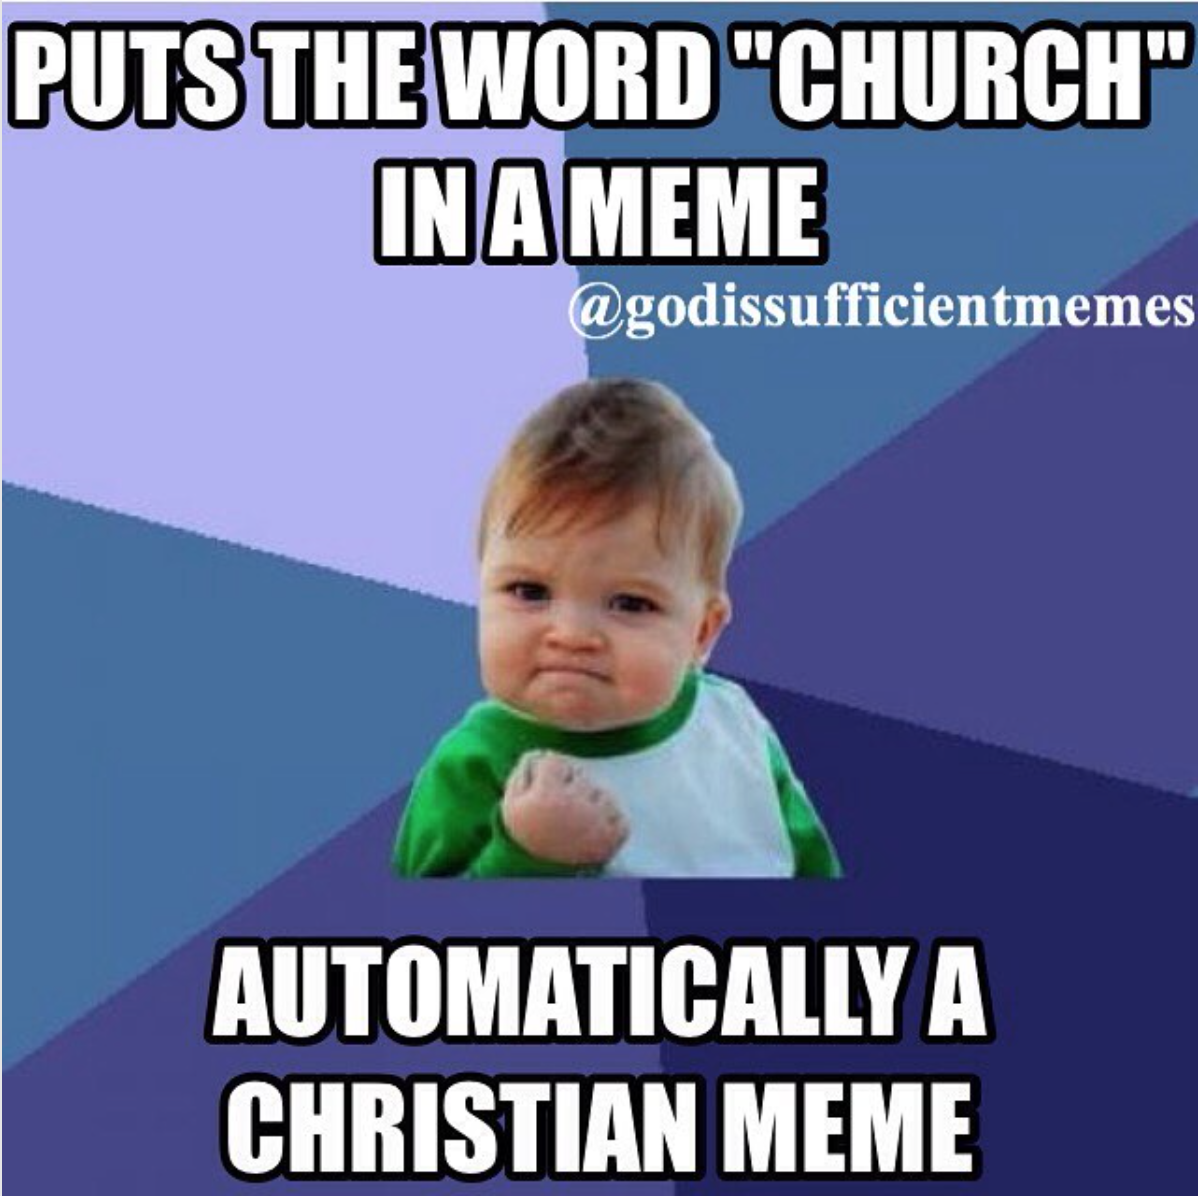 PUTS THE WORD "CHURCH"
IN A MEME
@godissufficientmemes
AUTOMATICALLY A
CHRISTIAN MEME